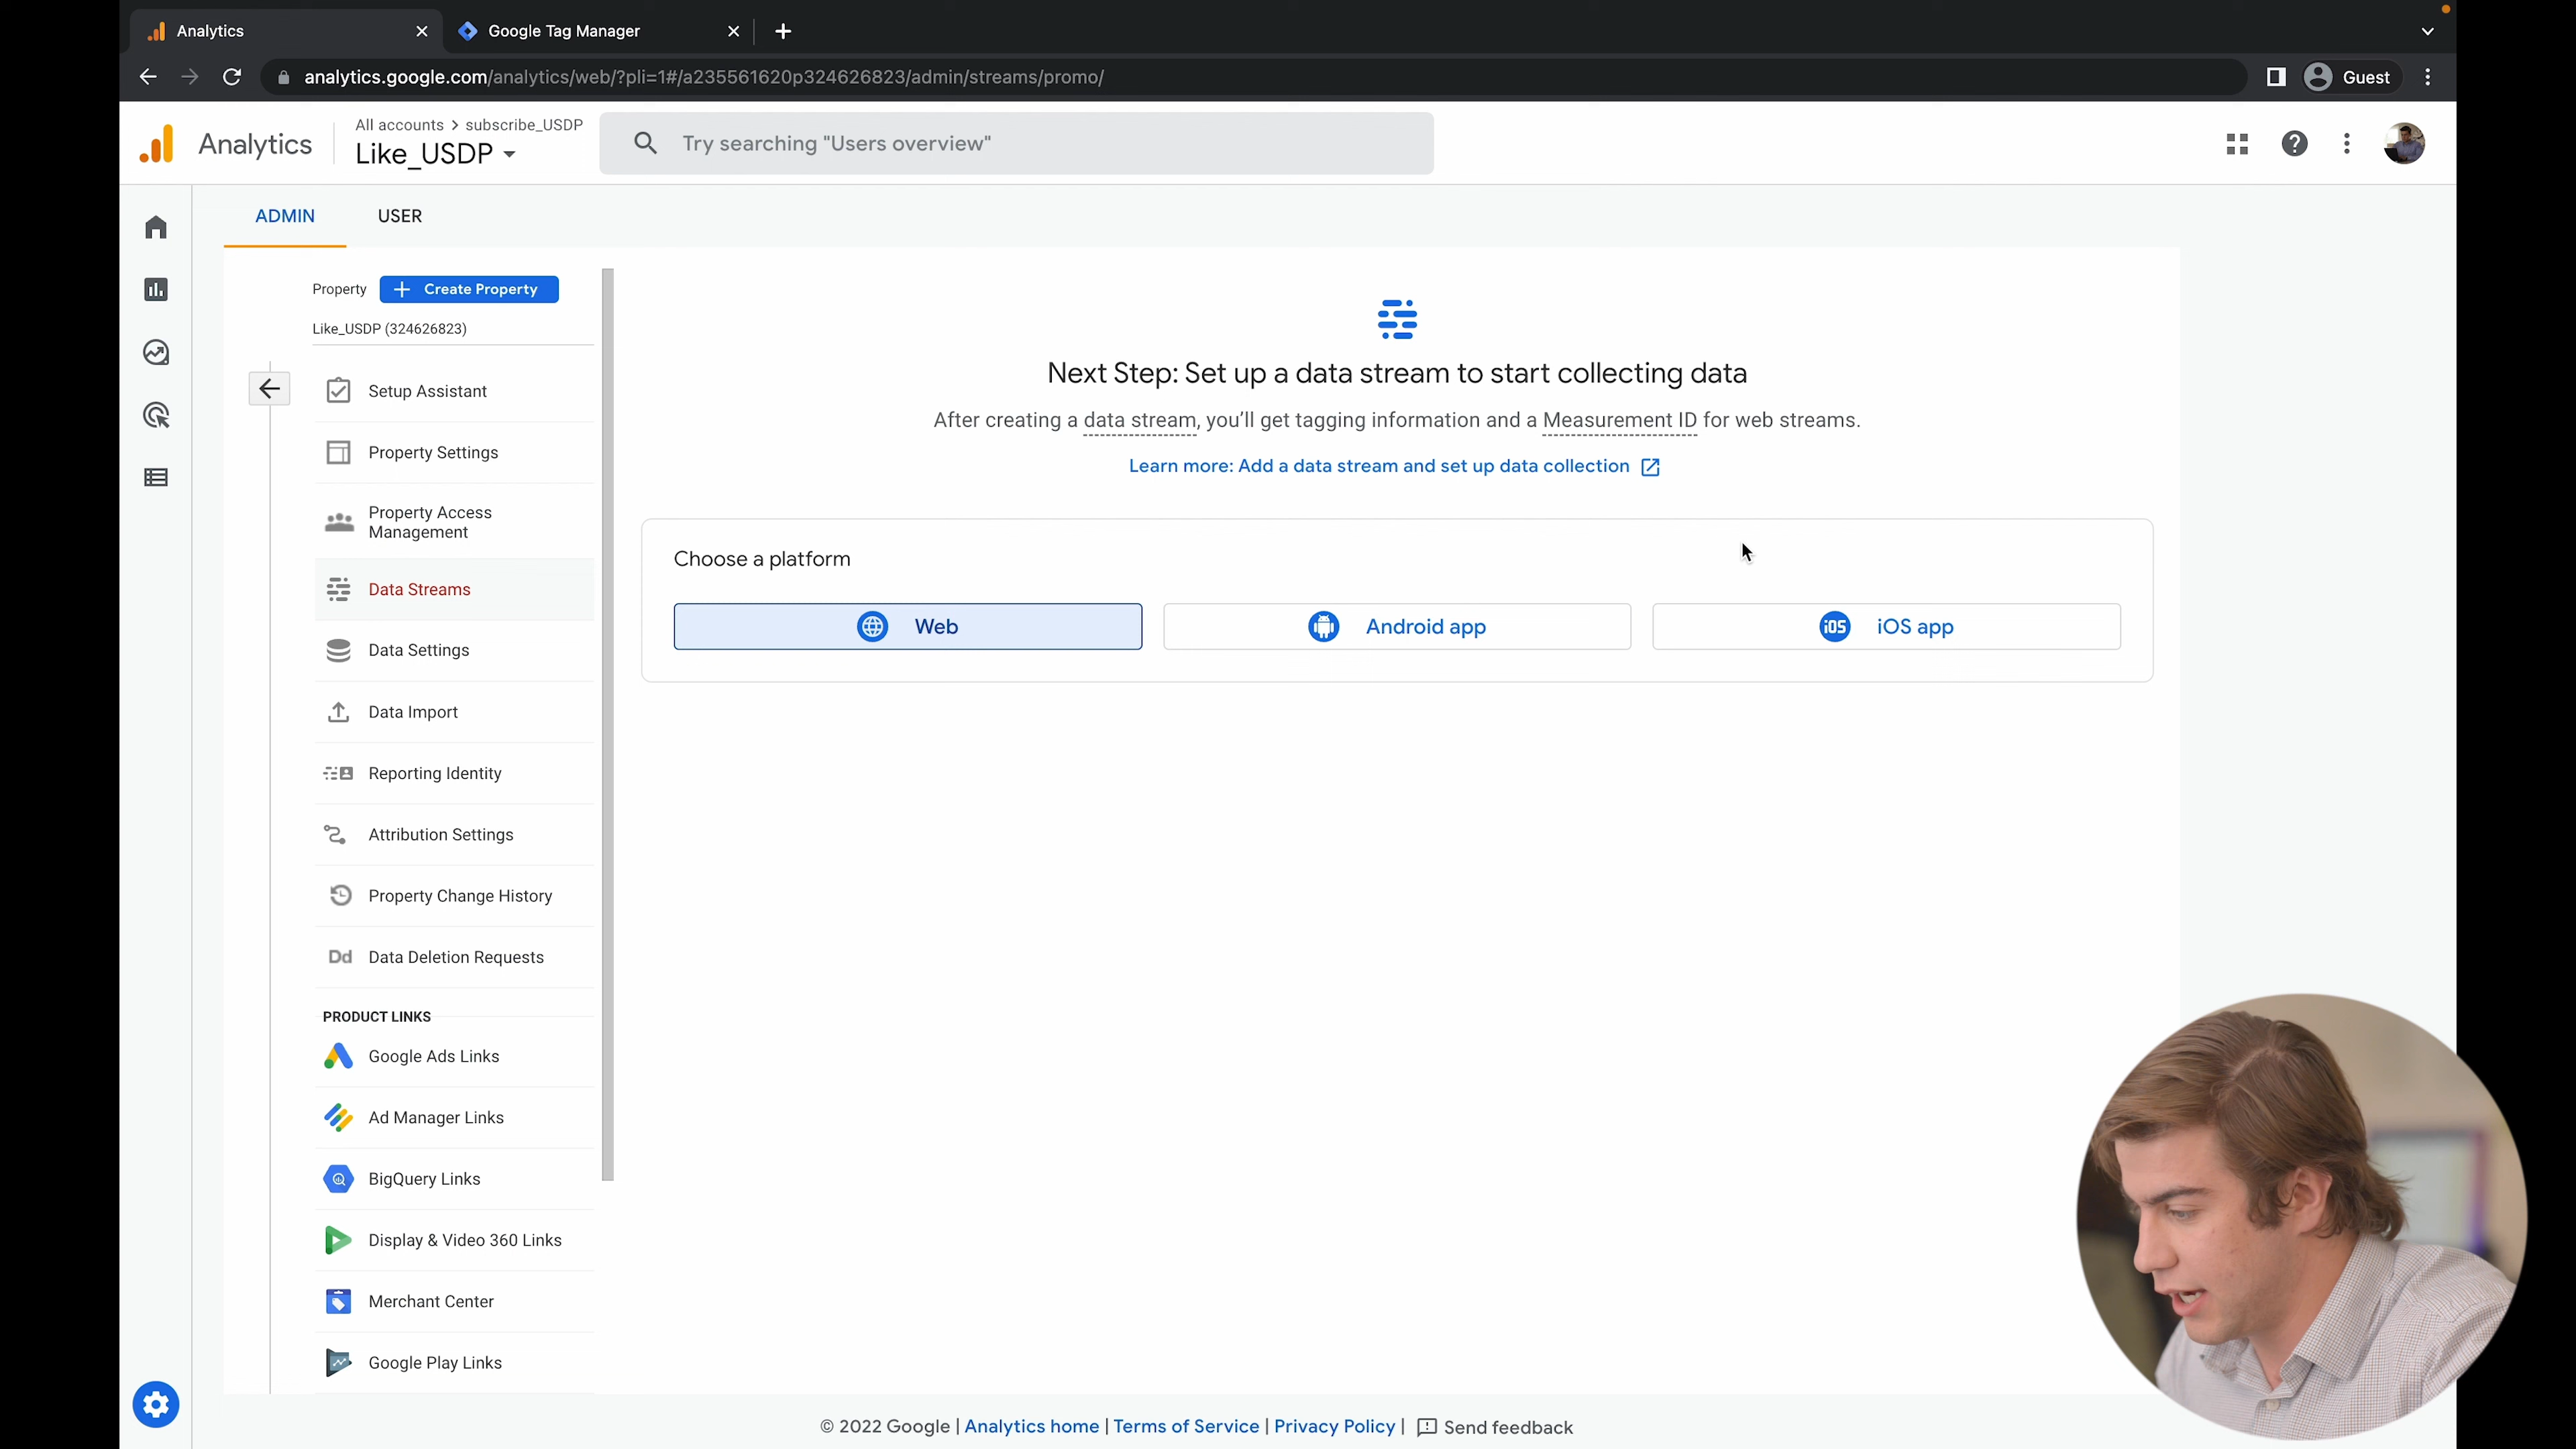 Analytics
Google Tag Manager
analytics.google.com/analytics/web/?pli=1#/a235561620p324626823/admin/streams/promo/
Guest
Analytics
All accounts > subscribe_USDP
Like_USDP
Try searching "Users overview"
ADMIN
USER
Property
+ Create Property
Like_USDP (324626823)
Setup Assistant
Property Settings
Property Access
Management
Data Streams
Data Settings
Data Import
Reporting Identity
Attribution Settings
Property Change History
Dd Data Deletion Requests
PRODUCT LINKS
Google Ads Links
Ad Manager Links
BigQuery Links
Display & Video 360 Links
Merchant Center
Google Play Links
Next Step: Set up a data stream to start collecting data
After creating a data stream, you’ll get tagging information and a Measurement ID for web streams.
Learn more: Add a data stream and set up data collection
Choose a platform
Web
Android app
iOS iOS app
© 2022 Google | Analytics home | Terms of Service | Privacy Policy | Send feedback